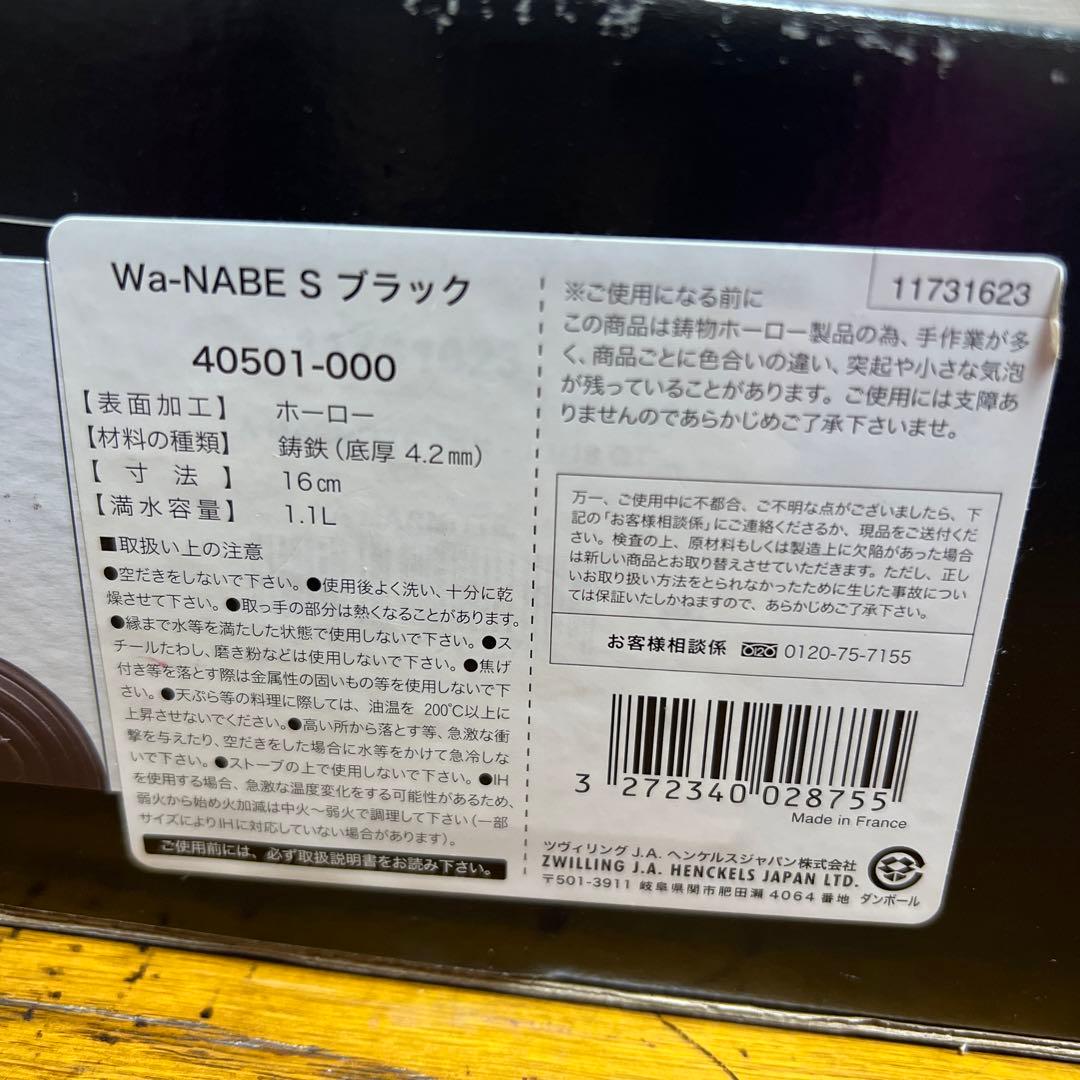 Wa-NABE S ブラック
40501-000
【表面加工】 ホーロー
【材料の種類】 鋳鉄(底厚 4.2㎜)
【寸法】 16㎝
【満水容量】 1.1L
■取扱い上の注意
●空だきをしないで下さい。●使用後よく洗い、十分に乾
燥させて下さい。●取っ手の部分は熱くなることがあります。
●縁まで水等を満たした状態で使用しないで下さい。●ス
チールたわし、磨き粉などは使用しないで下さい。●焦げ
付き等を落とす際は金属性の固いもの等を使用しないで下
さい。●天ぷら等の料理に際しては、油温を 200℃以上に
上昇させないでください。●高い所から落とす等、急激な衝
撃を与えたり、空だきをした場合に水等をかけて急冷しな
いで下さい。●ストーブの上で使用しないで下さい。●IH
を使用する場合、急激な温度変化をする可能性があるため、
弱火から始め火加減は中火〜弱火で調理して下さい(一部
サイズによりIHに対応していない場合があります)。
ご使用前には、必ず取扱説明書をお読み下さい。
11731623
※ご使用になる前に
この商品は鋳物ホーロー製品の為、手作業が多
く、商品ごとに色合いの違い、突起や小さな気泡
が残っていることがあります。ご使用には支障あ
りませんのであらかじめご了承下さいませ。
万一、ご使用中に不都合、ご不明な点がございましたら、下
記の「お客様相談係」にご連絡くださるか、現品をご送付くだ
さい。検査の上、原材料もしくは製造上に欠陥があった場合
は新しい商品とお取り替えさせていただきます。ただし、正し
いお取り扱い方法をとられなかったために生じた事故につい
ては保証いたしかねますので、あらかじめご了承下さい。
お客様相談係 0120-75-7155
3 272340 028755
Made in France
ツヴィリング J.A. ヘンケルスジャパン株式会社
ZWILLING J.A. HENCKELS JAPAN LTD.
〒501-3911 岐阜県関市肥田瀬 4064 番地 ダンボール